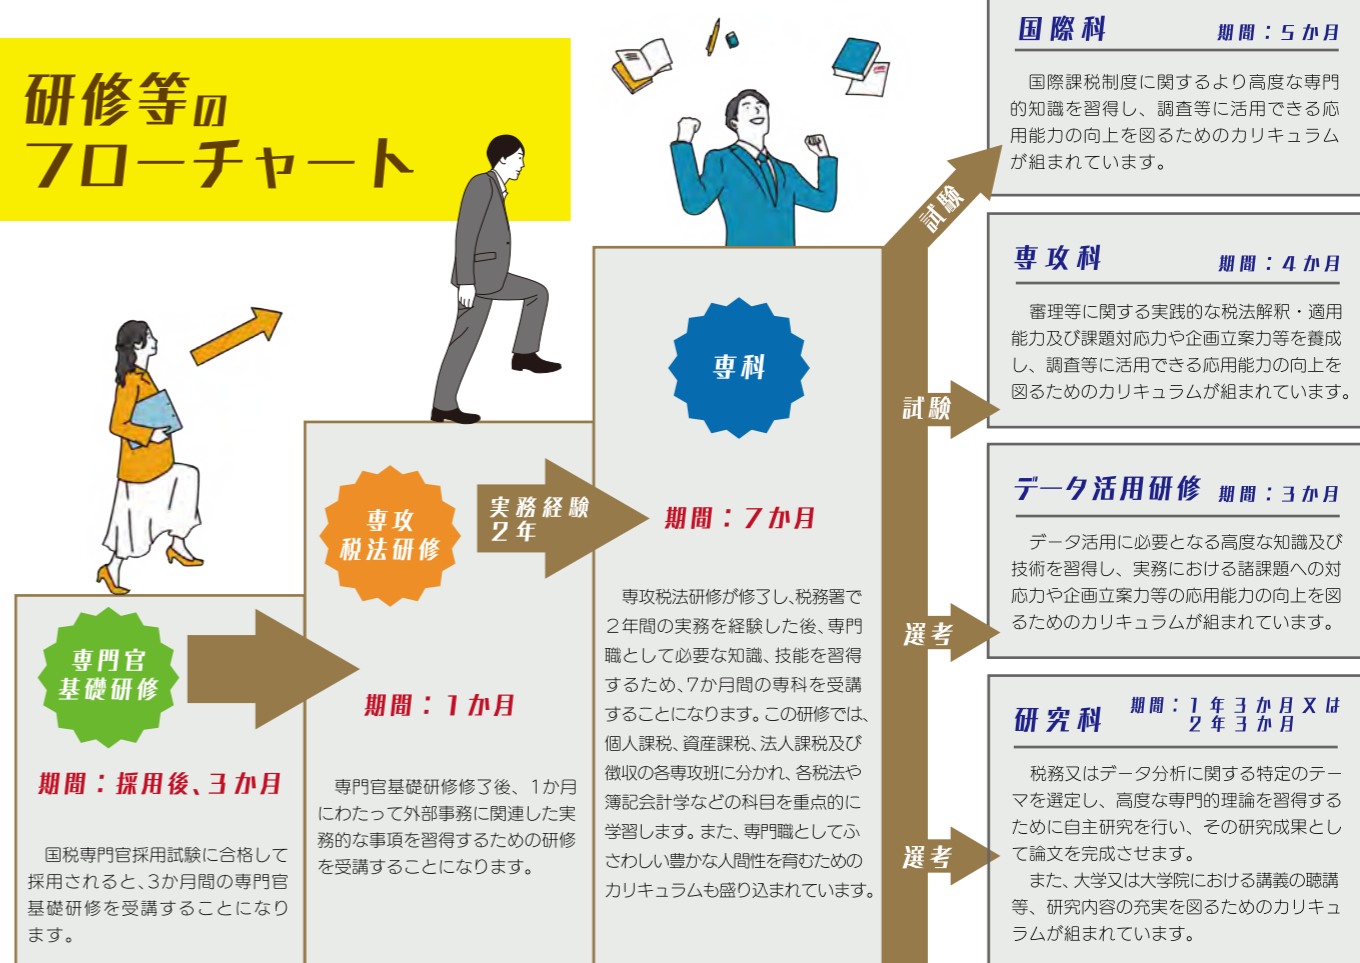 研修等の
フローチャート
専門官
基礎研修
期間：採用後、3か月
国税専門官採用試験に合格して
採用されると、3か月間の専門官
基礎研修を受講することになり
ます。
専攻
税法研修
期間：1か月
専門官基礎研修修了後、1か月
にわたって外部事務に関連した実
務的な事項を習得するための研修
を受講することになります。
実務経験
2年
専科
期間：7か月
専攻税法研修が修了し、税務署で
2年間の実務を経験した後、専門
職として必要な知識、技能を習得
するため、7か月間の専科を受講
することになります。この研修では、
個人課税、資産課税、法人課税及び
徴収の各専攻班に分かれ、各税法や
簿記会計学などの科目を重点的に
学習します。また、専門職としてふ
さわしい豊かな人間性を育むための
カリキュラムも盛り込まれています。
試験
国際科 期間：5か月
国際課税制度に関するより高度な専門
的知識を習得し、調査等に活用できる応
用能力の向上を図るためのカリキュラム
が組まれています。
試験
専攻科 期間：4か月
審理等に関する実践的な税法解釈・適用
能力及び課題対応力や企画立案力等を養成
し、調査等に活用できる応用能力の向上を
図るためのカリキュラムが組まれています。
選考
データ活用研修 期間：3か月
データ活用に必要となる高度な知識及び
技術を習得し、実務における諸課題への対
応力や企画立案力等の応用能力の向上を図
るためのカリキュラムが組まれています。
選考
研究科 期間：1年3か月又は
2年3か月
税務又はデータ分析に関する特定のテー
マを選定し、高度な専門的理論を習得する
ために自主研究を行い、その研究成果とし
て論文を完成させます。
また、大学又は大学院における講義の聴講
等、研究内容の充実を図るためのカリキュ
ラムが組まれています。